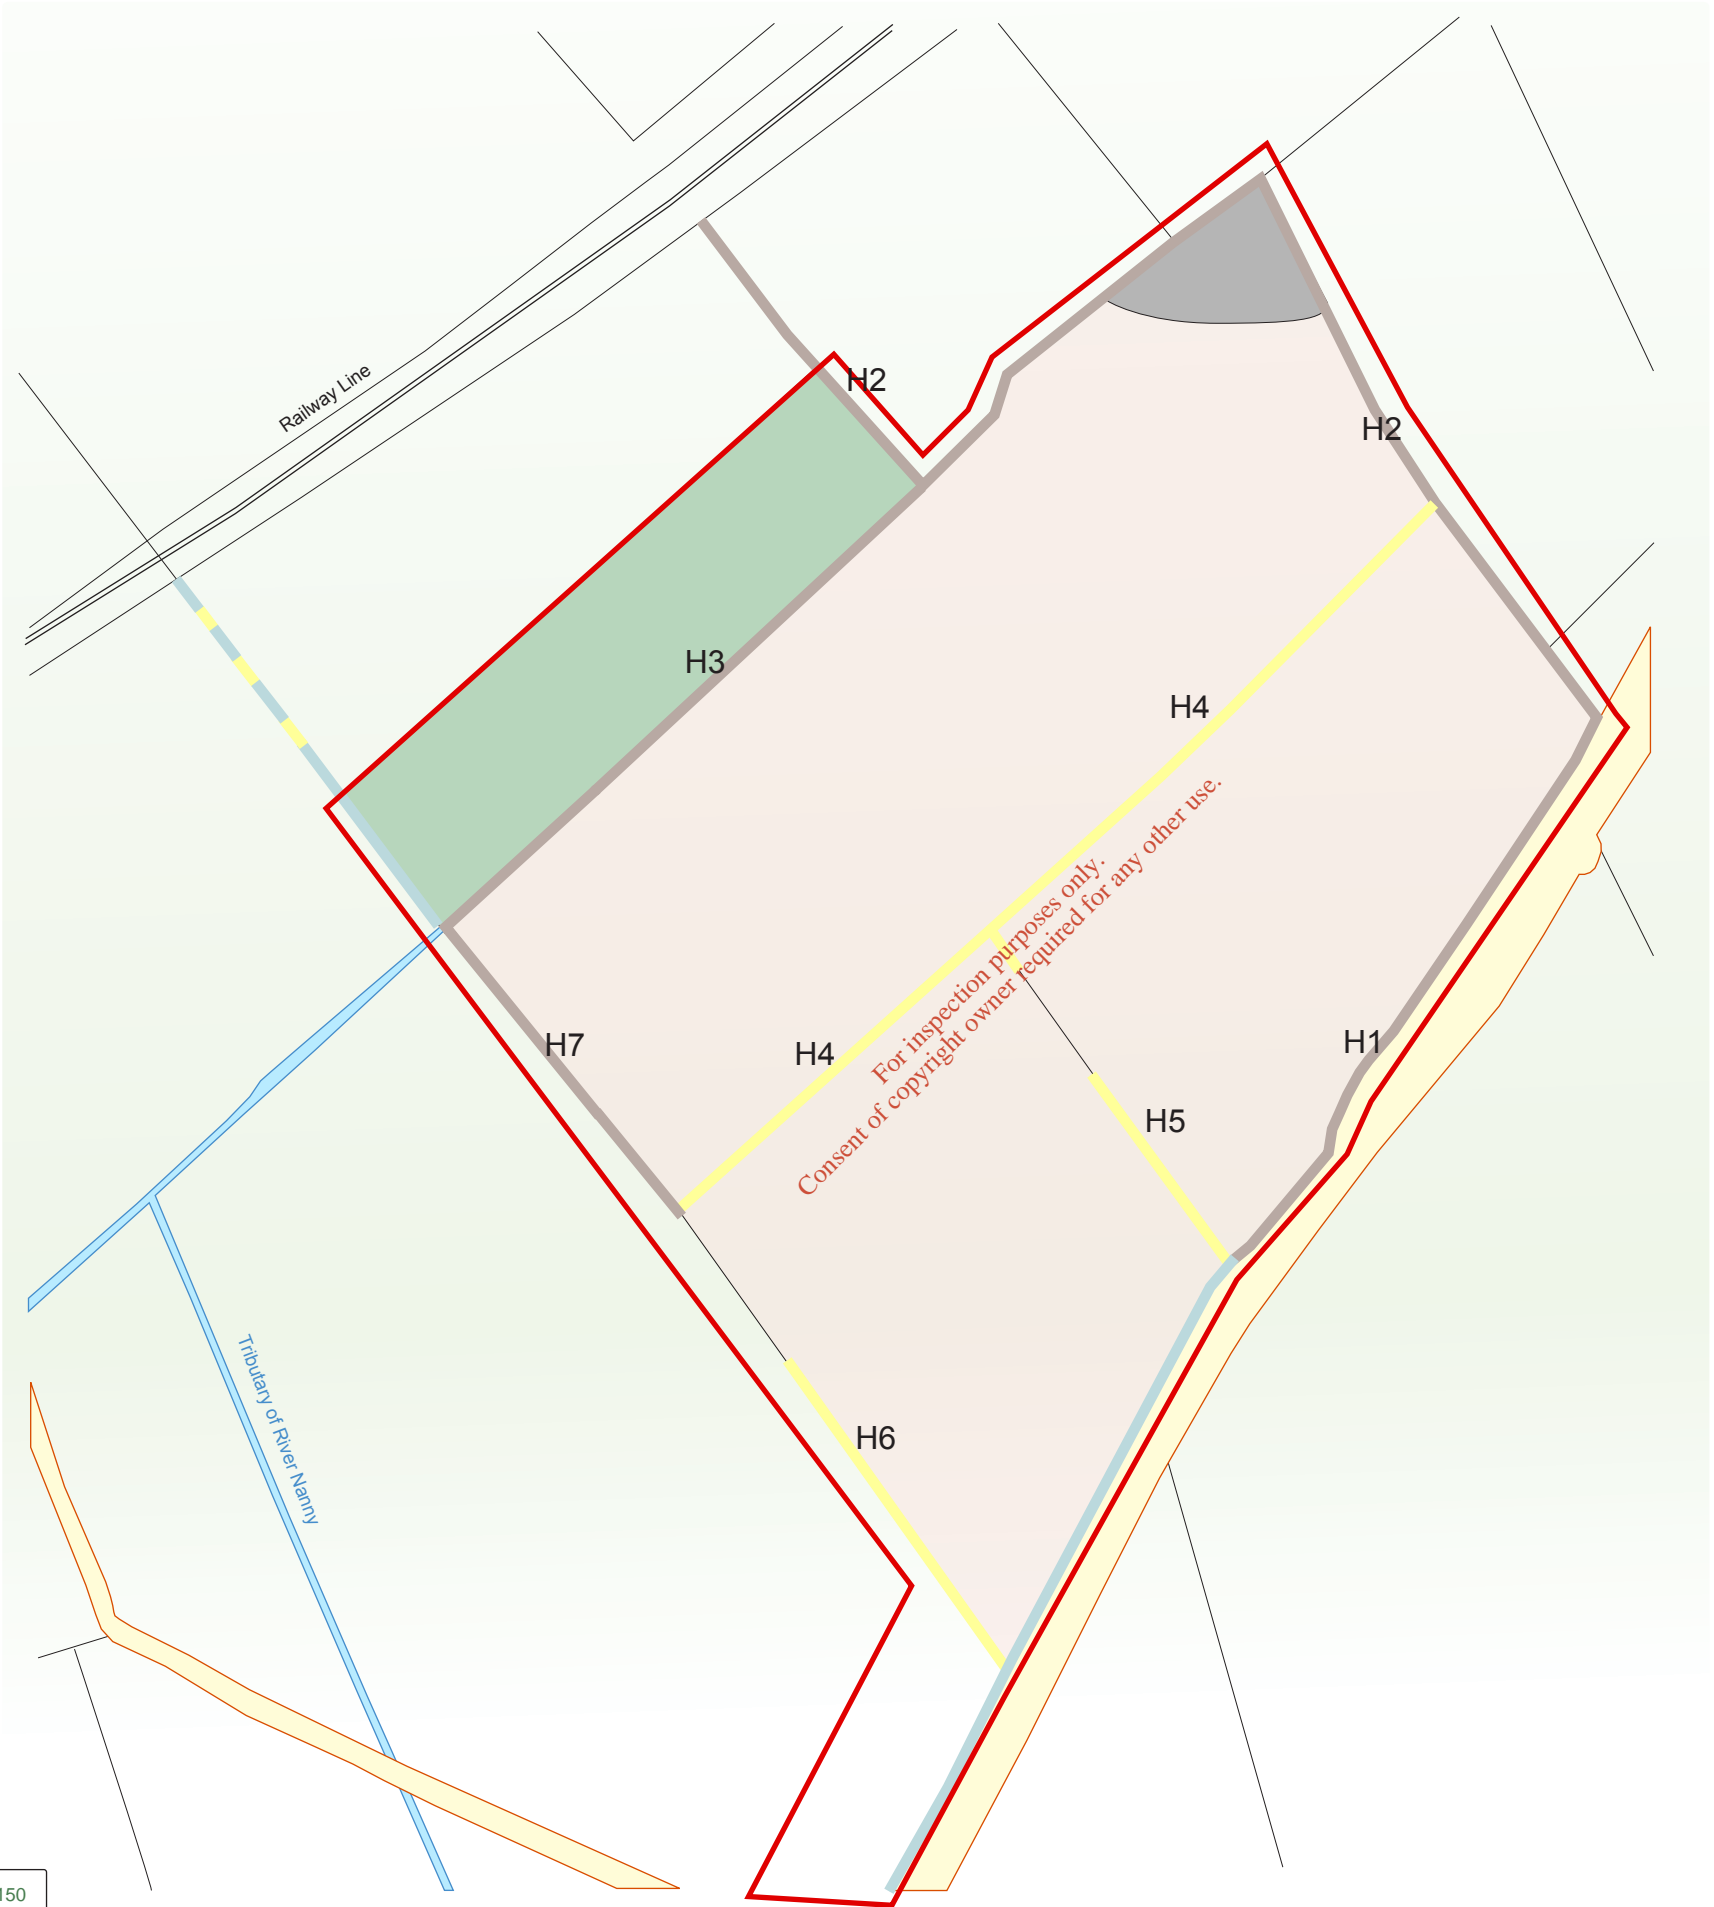 Railway Line
H2
H2
H3
H4
For inspection purposes only.
Consent of copyright owner required for any other use.
H7
H4
H1
H5
Tributary of River Nanny
H6
150